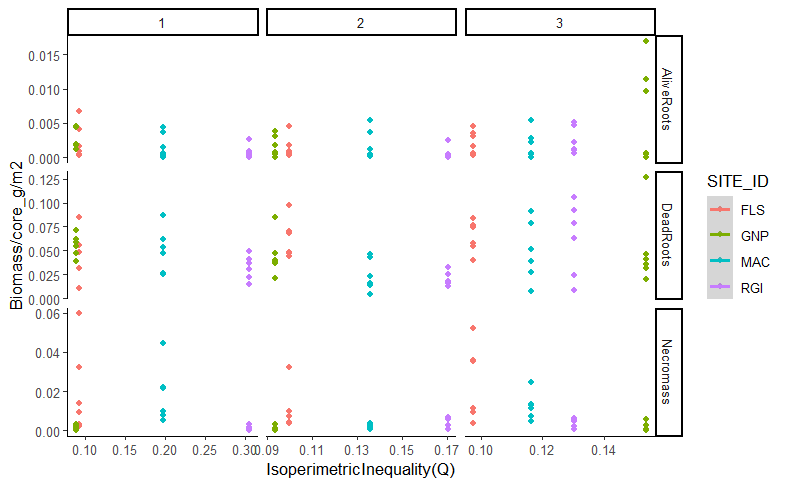 1 2 3
0.015
0.010
0.005
0.000
AliveRoots
0.125
0.100
0.075
0.050
0.025
0.000
DeadRoots
0.06
0.04
0.02
0.00
Necromass
Biomass/core_g/m2
0.10 0.15 0.20 0.25 0.30 0.09 0.11 0.13 0.15 0.17 0.10 0.12 0.14
IsoperimetricInequality(Q)
SITE_ID
FLS
GNP
MAC
RGI